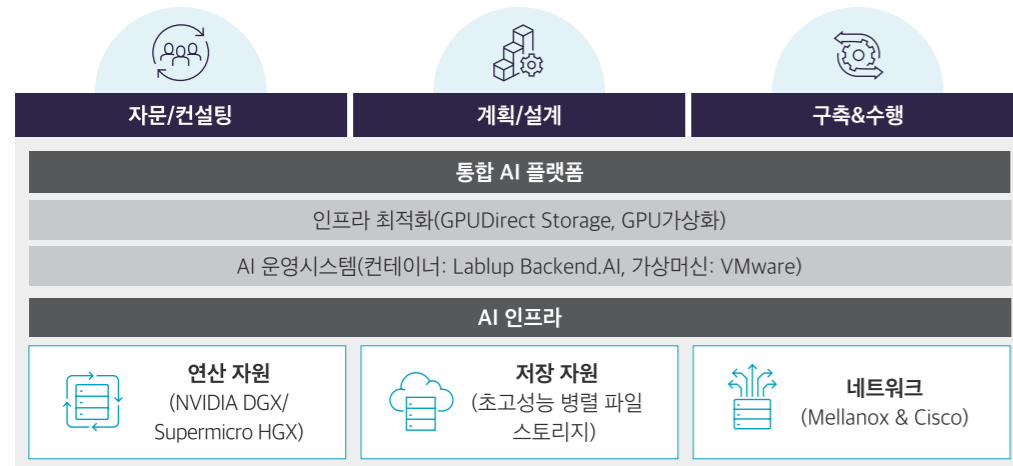 자문/컨설팅
계획/설계
구축&수행
통합 AI 플랫폼
인프라 최적화(GPUDirect Storage, GPU가상화)
AI 운영시스템(컨테이너: Lablup Backend.AI, 가상머신: VMware)
AI 인프라
연산 자원
(NVIDIA DGX/
Supermicro HGX)
저장 자원
(초고성능 병렬 파일
스토리지)
네트워크
(Mellanox & Cisco)